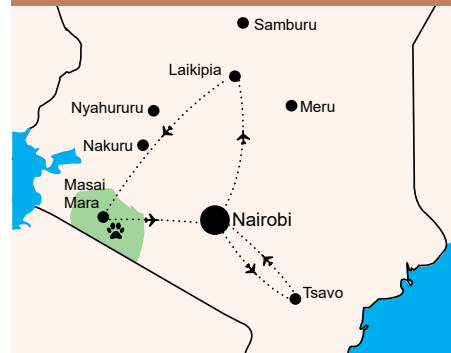 Samburu
Laikipia
Nyahururu
Meru
Nakuru
Masai
Mara
Nairobi
Tsavo